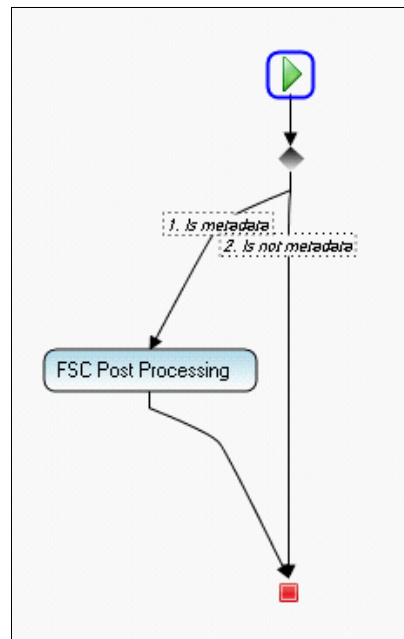 1. Is metadata
2. Is not metadata
FSC Post Processing